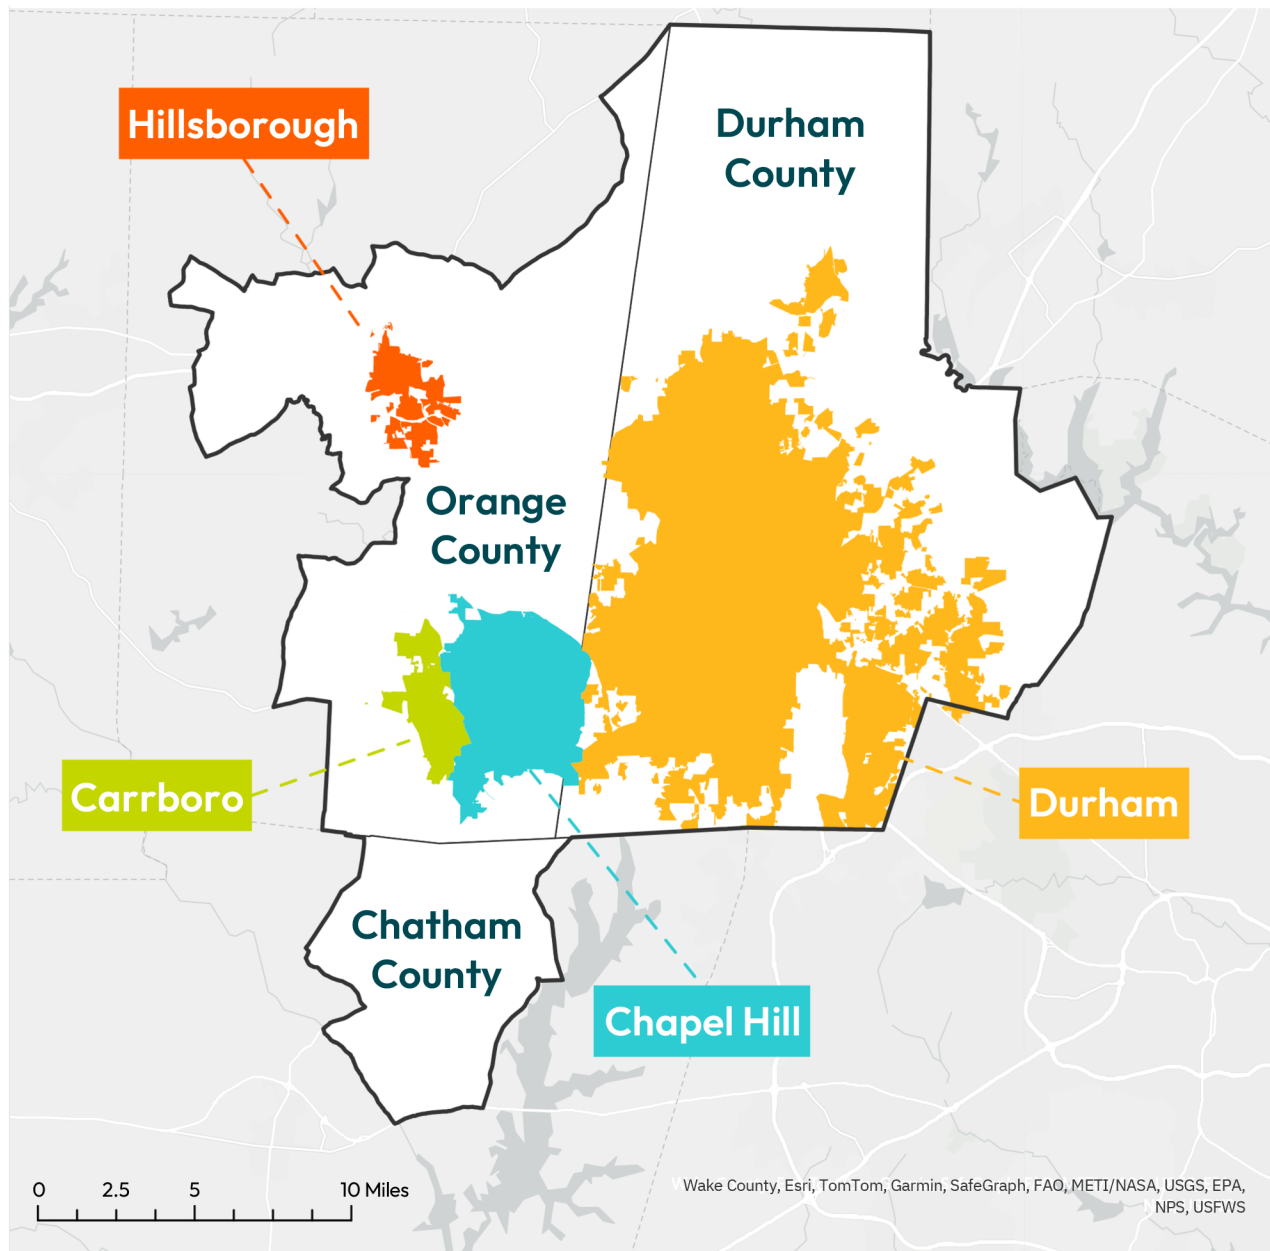 Hillsborough
Durham
County
Orange
County
Carrboro
Durham
Chatham
County
Chapel Hill
0 2.5 5 10 Miles
Wake County, Esri, TomTom, Garmin, SafeGraph, FAO, METI/NASA, USGS, EPA,
NPS, USFWS